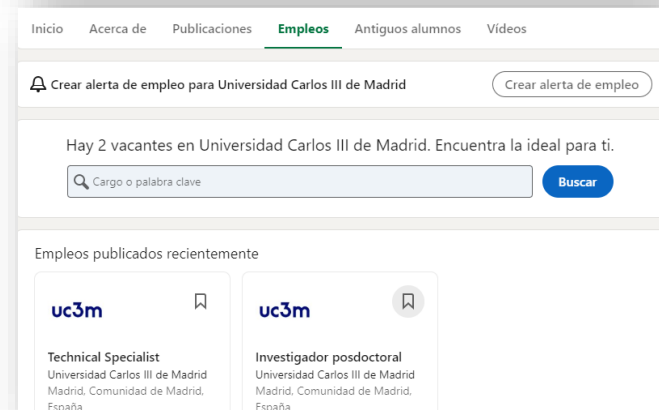 Inicio Acerca de Publicaciones Empleos Antiguos alumnos Vídeos
Crear alerta de empleo para Universidad Carlos III de Madrid Crear alerta de empleo
Hay 2 vacantes en Universidad Carlos III de Madrid. Encuentra la ideal para ti.
Cargo o palabra clave Buscar
Empleos publicados recientemente
uc3m
Technical Specialist
Universidad Carlos III de Madrid
Madrid, Comunidad de Madrid,
España
uc3m
Investigador posdoctoral
Universidad Carlos III de Madrid
Madrid, Comunidad de Madrid,
España